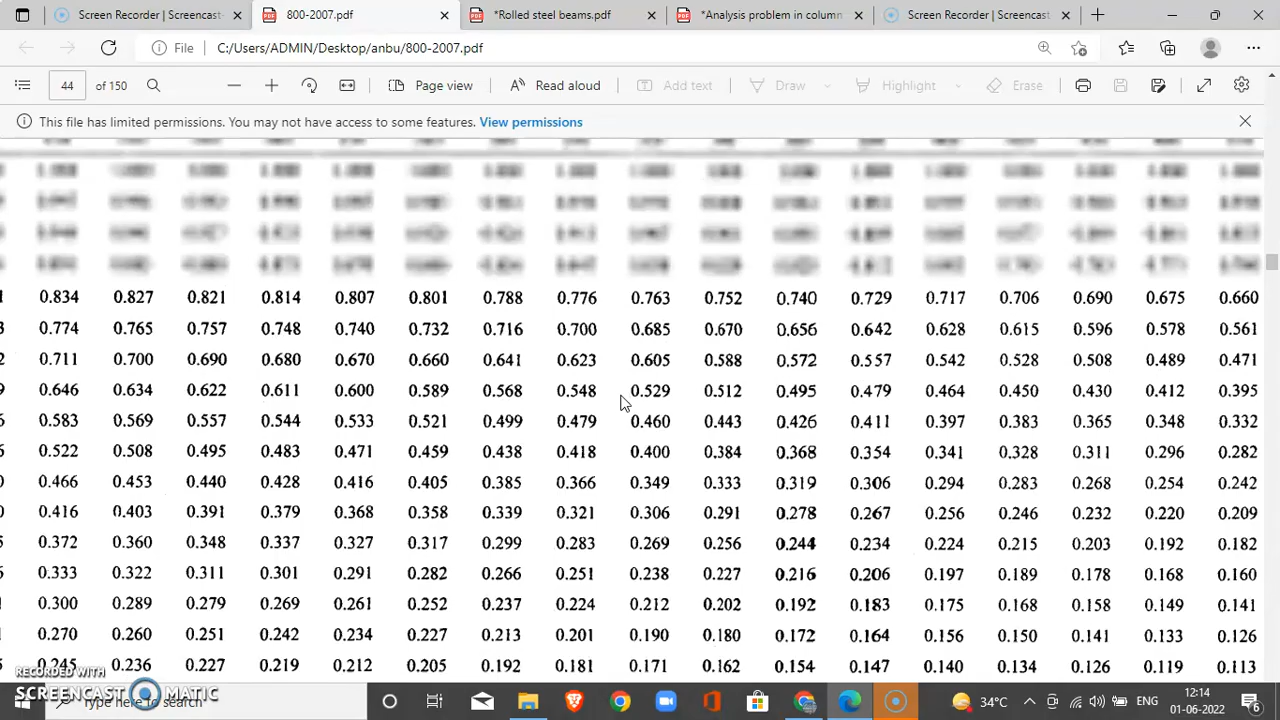 Screen Recorder | Screencast-
800-2007.pdf
*Rolled steel beams.pdf
*Analysis problem in column
Screen Recorder | Screencast
File
C:/Users/ADMIN/Desktop/anbu/800-2007.pdf
44 of 150
Page view
Read aloud
Add text
Draw
Highlight
Erase
This file has limited permissions. You may not have access to some features. View permissions
0.834 0.827 0.821 0.814 0.807 0.801 0.788 0.776 0.763 0.752 0.740 0.729 0.717 0.706 0.690 0.675 0.660
3 0.774 0.765 0.757 0.748 0.740 0.732 0.716 0.700 0.685 0.670 0.656 0.642 0.628 0.615 0.596 0.578 0.561
2 0.711 0.700 0.690 0.680 0.670 0.660 0.641 0.623 0.605 0.588 0.572 0.557 0.542 0.528 0.508 0.489 0.471
9 0.646 0.634 0.622 0.611 0.600 0.589 0.568 0.548 0.529 0.512 0.495 0.479 0.464 0.450 0.430 0.412 0.395
6 0.583 0.569 0.557 0.544 0.533 0.521 0.499 0.479 0.460 0.443 0.426 0.411 0.397 0.383 0.365 0.348 0.332
6 0.522 0.508 0.495 0.483 0.471 0.459 0.438 0.418 0.400 0.384 0.368 0.354 0.341 0.328 0.311 0.296 0.282
0 0.466 0.453 0.440 0.428 0.416 0.405 0.385 0.366 0.349 0.333 0.319 0.306 0.294 0.283 0.268 0.254 0.242
0 0.416 0.403 0.391 0.379 0.368 0.358 0.339 0.321 0.306 0.291 0.278 0.267 0.256 0.246 0.232 0.220 0.209
5 0.372 0.360 0.348 0.337 0.327 0.317 0.299 0.283 0.269 0.256 0.244 0.234 0.224 0.215 0.203 0.192 0.182
6 0.333 0.322 0.311 0.301 0.291 0.282 0.266 0.251 0.238 0.227 0.216 0.206 0.197 0.189 0.178 0.168 0.160
0.300 0.289 0.279 0.269 0.261 0.252 0.237 0.224 0.212 0.202 0.192 0.183 0.175 0.168 0.158 0.149 0.141
0.270 0.260 0.251 0.242 0.234 0.227 0.213 0.201 0.190 0.180 0.172 0.164 0.156 0.150 0.141 0.133 0.126
5 0.245 0.236 0.227 0.219 0.212 0.205 0.192 0.181 0.171 0.162 0.154 0.147 0.140 0.134 0.126 0.119 0.113
RECORDED WITH
SCREENCAST MATIC
Type here to search
34°C
ENG
12:14
01-06-2022
6